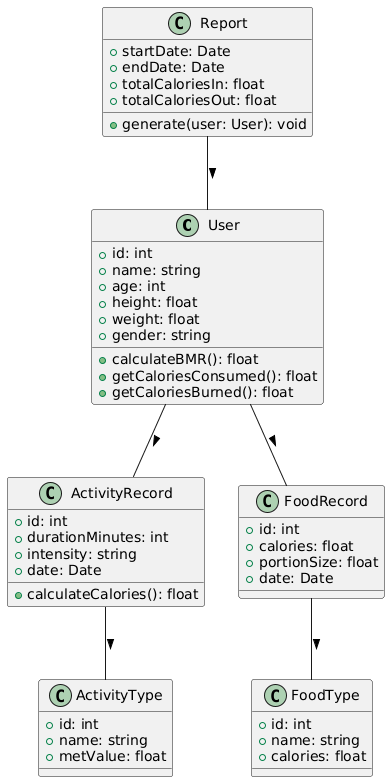 C Report
startDate: Date
endDate: Date
totalCaloriesIn: float
totalCaloriesOut: float
generate(user: User): void
C User
id: int
name: string
age: int
height: float
weight: float
gender: string
calculateBMR(): float
getCaloriesConsumed(): float
getCaloriesBurned(): float
C ActivityRecord
id: int
durationMinutes: int
intensity: string
date: Date
calculateCalories(): float
C FoodRecord
id: int
calories: float
portionSize: float
date: Date
C ActivityType
id: int
name: string
metValue: float
C FoodType
id: int
name: string
calories: float